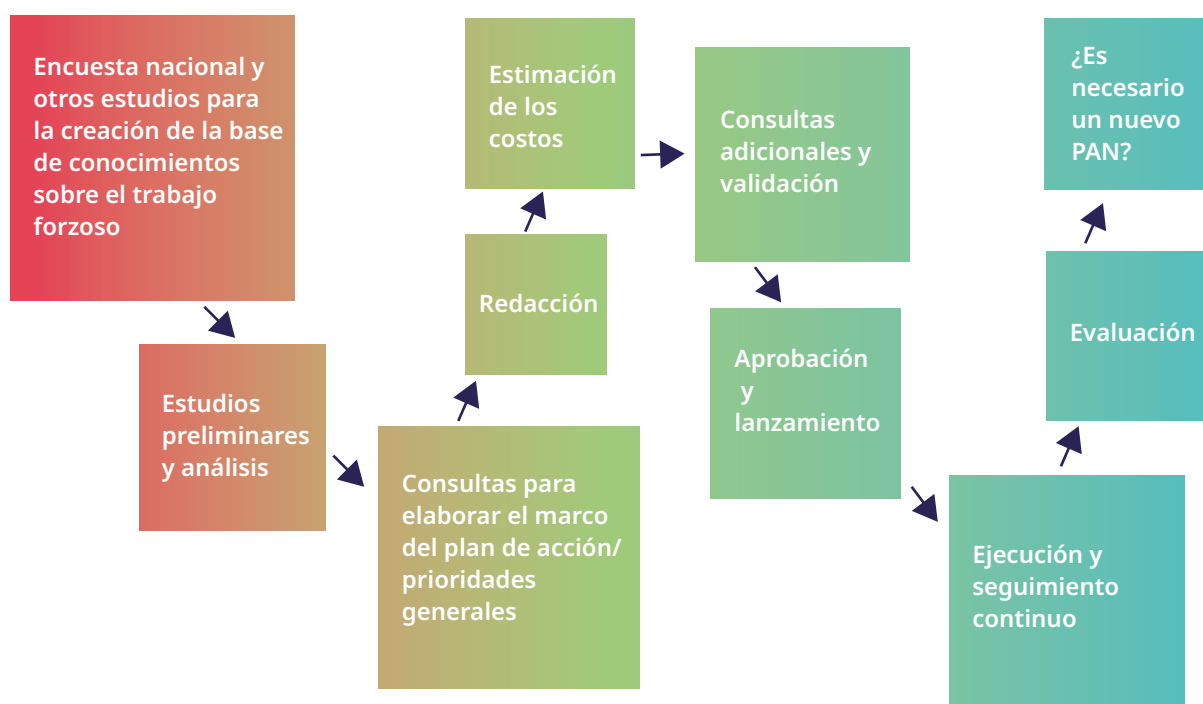 Encuesta nacional y
otros estudios para
la creación de la base
de conocimientos
sobre el trabajo
forzoso
Estudios
preliminares
y análisis
Consultas para
elaborar el marco
del plan de acción/
prioridades
generales
Redacción
Estimación
de los
costos
Consultas
adicionales y
validación
Aprobación
y
lanzamiento
Ejecución y
seguimiento
continuo
Evaluación
¿Es
necesario
un nuevo
PAN?